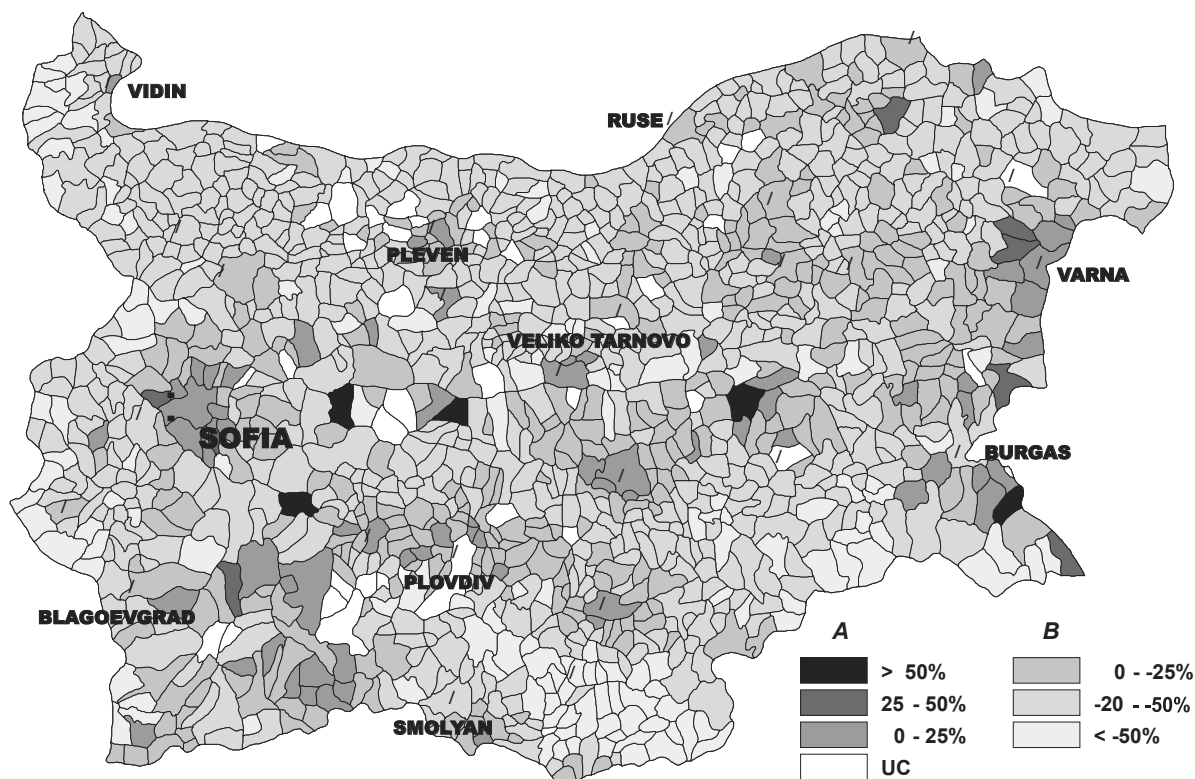 VIDIN
RUSE
PLEVEN
VARNA
VELIKO TARNOVO
SOFIA
BURGAS
PLOVDIV
BLAGOEVGRAD
SMOLYAN
A B
> 50% 0 - -25%
25 - 50% -20 - -50%
0 - 25% < -50%
UC